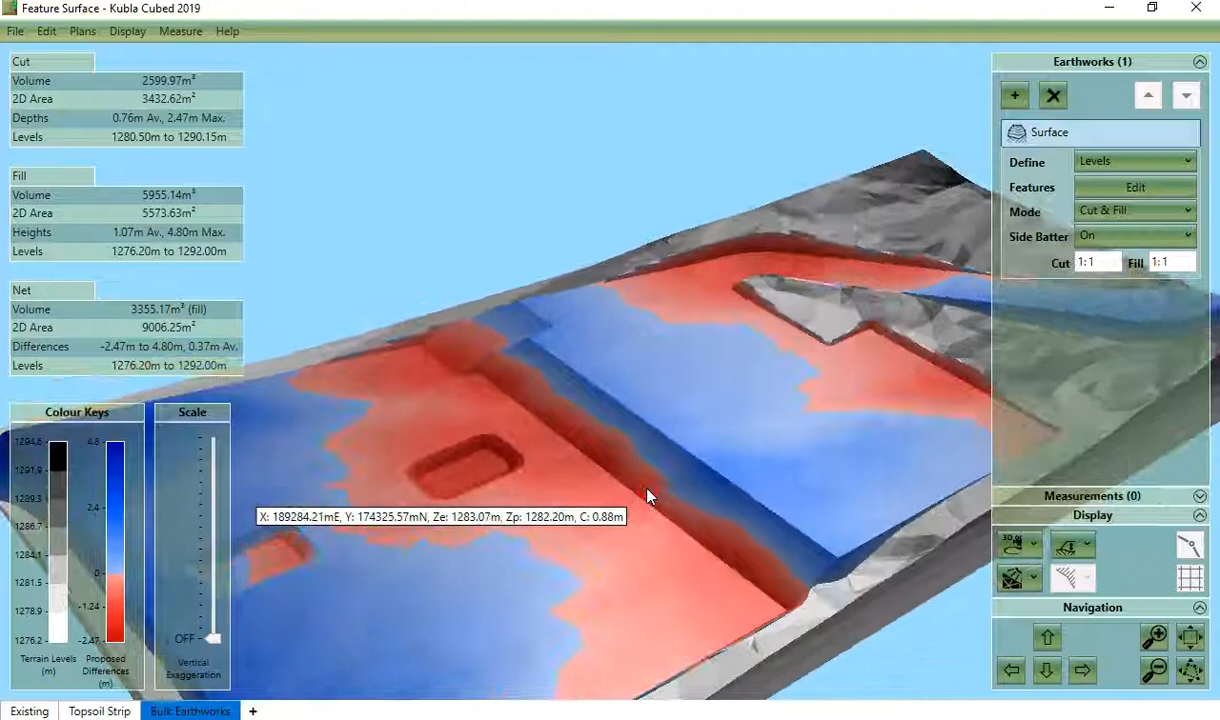 Feature Surface - Kubla Cubed 2019
File Edit Plans Display Measure Help
Cut
Volume 2599.97m³
2D Area 3432.62m²
Depths 0.76m Av., 2.47m Max.
Levels 1280.50m to 1290.15m
Fill
Volume 5955.14m³
2D Area 5573.63m²
Heights 1.07m Av., 4.80m Max.
Levels 1276.20m to 1292.00m
Net
Volume 3355.17m³ (fill)
2D Area 9006.25m²
Differences -2.47m to 4.80m, 0.37m Av.
Levels 1276.20m to 1292.00m
Colour Keys
1294.6
1291.9
1289.3
1286.7
1284.1
1281.5
1278.9
1276.2
4.8
2.4
0
-1.24
-2.47
Terrain Levels (m)
Proposed Differences (m)
Scale
OFF
Vertical Exaggeration
X: 189284.21mE, Y: 174325.57mN, Ze: 1283.07m, Zp: 1282.20m, C: 0.88m
Earthworks (1)
+
Surface
Define Levels
Features Edit
Mode Cut & Fill
Side Batter On
Cut 1:1 Fill 1:1
Measurements (0)
Display
Navigation
Existing Topsoil Strip Bulk Earthworks +